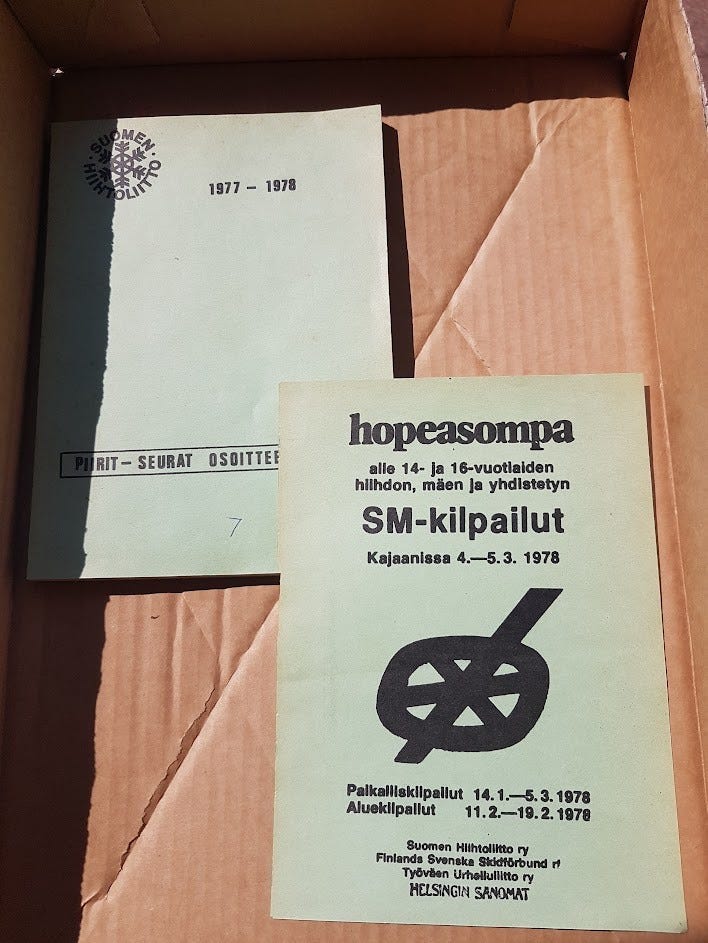 SUOMEN
HIIHTOLIITTO
1977 - 1978
PIIRIT- SEURAT
7
hopeasompa
alle 14- ja 16-vuotiaiden
hiihdon, mäen ja yhdistetyn
SM-kilpailut
Kajaanissa 4.—5.3. 1978
Paikalliskilpailut 14.1.—5.3.1978
Aluekilpailut 11.2.—19.2.1978
Suomen Hiihtoliitto ry
Finlands Svenska Skidförbund rf
Työväen Urheiluliitto ry
HELSINGIN SANOMAT